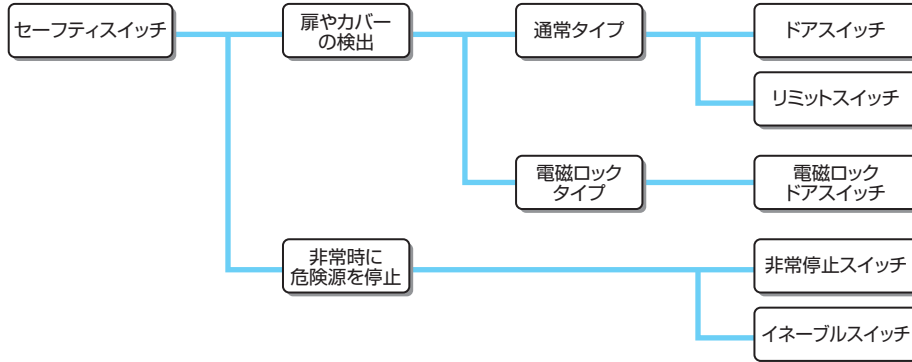 セーフティスイッチ
扉やカバー
の検出
通常タイプ
ドアスイッチ
リミットスイッチ
電磁ロック
タイプ
電磁ロック
ドアスイッチ
非常時に
危険源を停止
非常停止スイッチ
イネーブルスイッチ